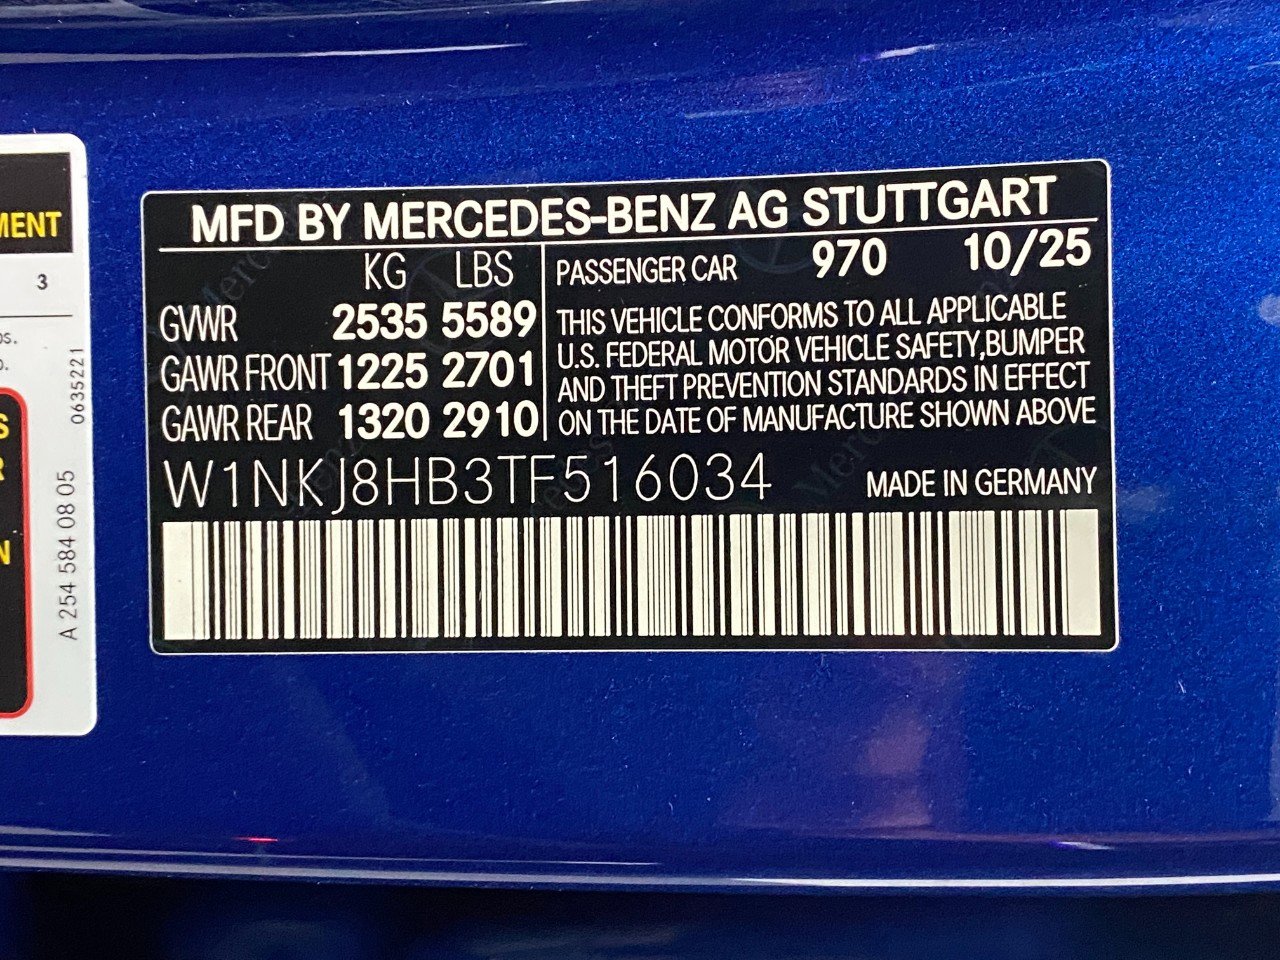 MENT
3
os.
o.
S
R
N
063521
A 254 584 08 05
MFD BY MERCEDES-BENZ AG STUTTGART
KG LBS
GVWR 2535 5589
GAWR FRONT 1225 2701
GAWR REAR 1320 2910
PASSENGER CAR 970 10/25
THIS VEHICLE CONFORMS TO ALL APPLICABLE
U.S. FEDERAL MOTOR VEHICLE SAFETY,BUMPER
AND THEFT PREVENTION STANDARDS IN EFFECT
ON THE DATE OF MANUFACTURE SHOWN ABOVE
W1NKJ8HB3TF516034
MADE IN GERMANY